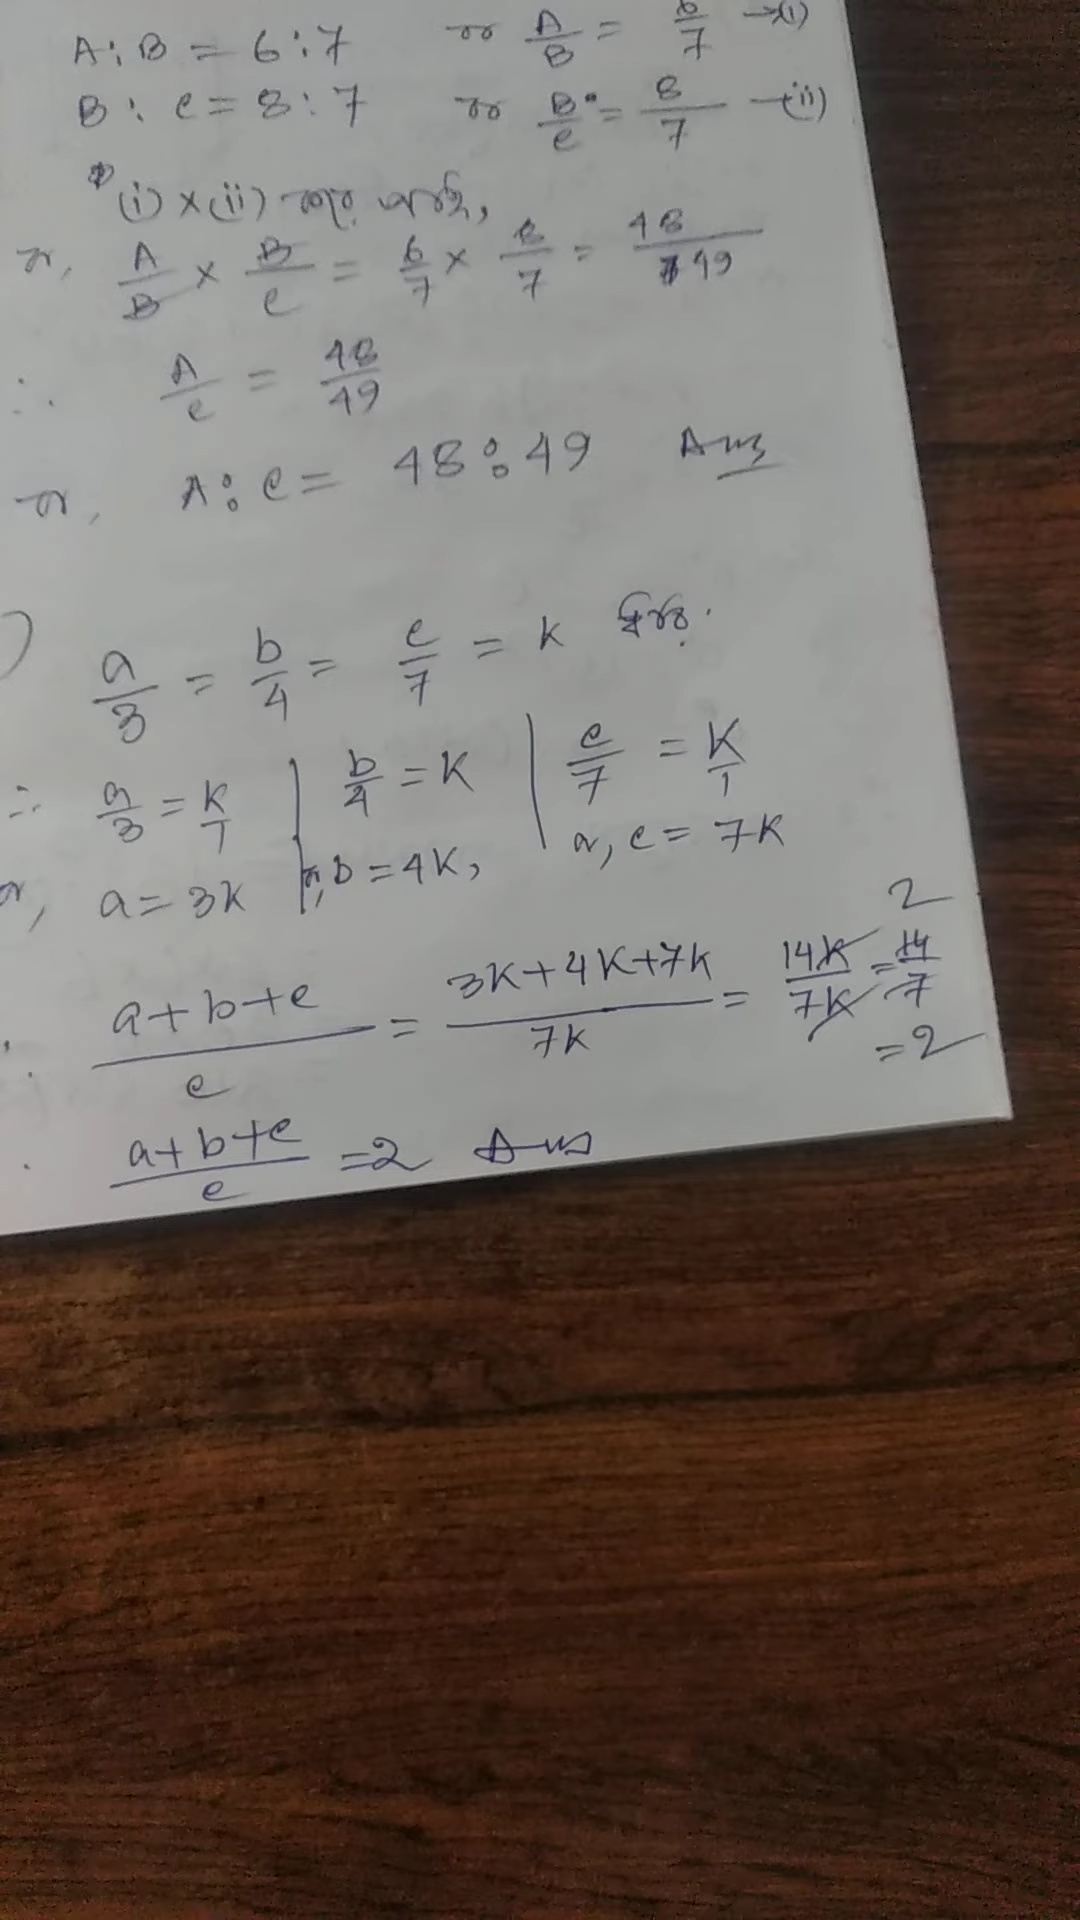 A:B = 6:7 বা A/B = 6/7 →(i)
B:C = 8:7 বা B/C = 8/7 —(ii)
(i)×(ii) করে পাই,
বা, A/B × B/C = 6/7 × 8/7 = 48/49
∴ A/C = 48/49
বা, A:C = 48:49 Ans
) a/3 = b/4 = c/7 = K
∴ a/3 = K/1 | b/4 = K | c/7 = K/1
বা, a = 3K | বা, b = 4K, | বা, c = 7K
∴ (a+b+c)/c = (3K+4K+7K)/7K = 14K/7K = 14/7 2
=2
∴ (a+b+c)/c =2 Ans